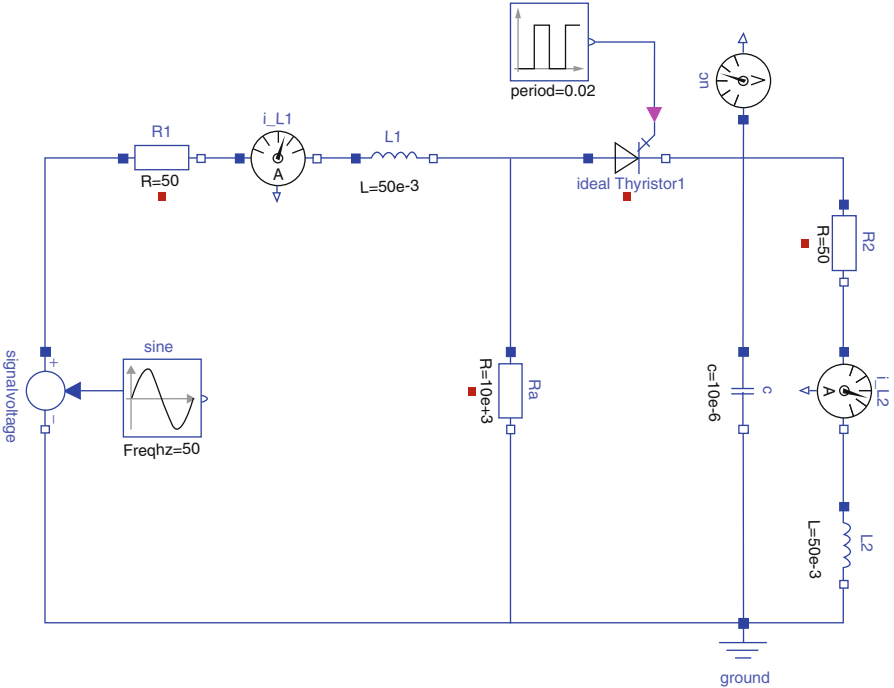 period=0.02
uc
i_L1
R1
L1
A
V
R=50
L=50e-3
ideal Thyristor1
R2
R=50
sine
signalvoltage
+
−
Freqhz=50
Ra
R=10e+3
c
c=10e-6
i_L2
A
L2
L=50e-3
ground